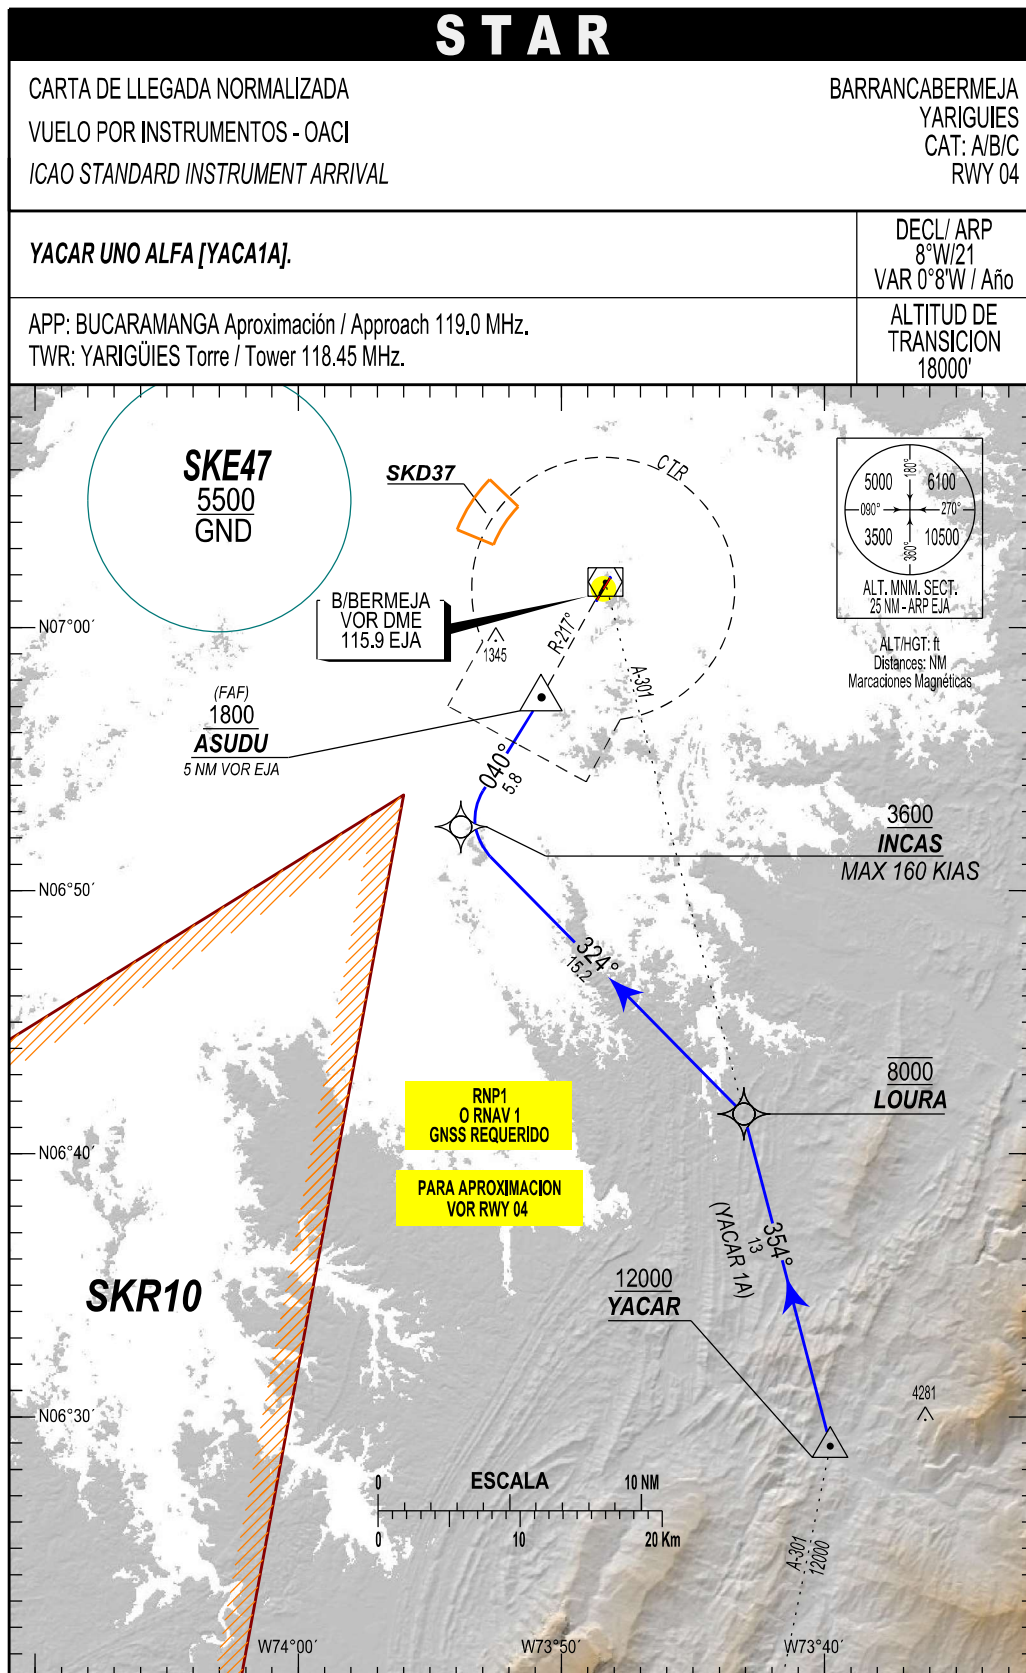 STAR
CARTA DE LLEGADA NORMALIZADA
VUELO POR INSTRUMENTOS - OACI
ICAO STANDARD INSTRUMENT ARRIVAL
BARRANCABERMEJA
YARIGUIES
CAT: A/B/C
RWY 04
YACAR UNO ALFA [YACA1A].
DECL/ ARP
8°W/21
VAR 0°8'W / Año
APP: BUCARAMANGA Aproximación / Approach 119.0 MHz.
TWR: YARIGÜIES Torre / Tower 118.45 MHz.
ALTITUD DE
TRANSICION
18000'
SKE47
5500
GND
SKD37
CTR
5000
180°
6100
090°
270°
3500
360°
10500
ALT. MNM. SECT.
25 NM - ARP EJA
ALT/HGT: ft
Distances: NM
Marcaciones Magnéticas
B/BERMEJA
VOR DME
115.9 EJA
N07°00´
1345
R-217°
A-301
(FAF)
1800
ASUDU
5 NM VOR EJA
040°
5.8
3600
INCAS
MAX 160 KIAS
N06°50´
324°
15.2
8000
LOURA
RNP1
O RNAV 1
GNSS REQUERIDO
N06°40´
PARA APROXIMACION
VOR RWY 04
354°
13
(YACAR 1A)
SKR10
12000
YACAR
4281
N06°30´
0
ESCALA
10 NM
0
10
20 Km
A-301
12000
W74°00´
W73°50´
W73°40´